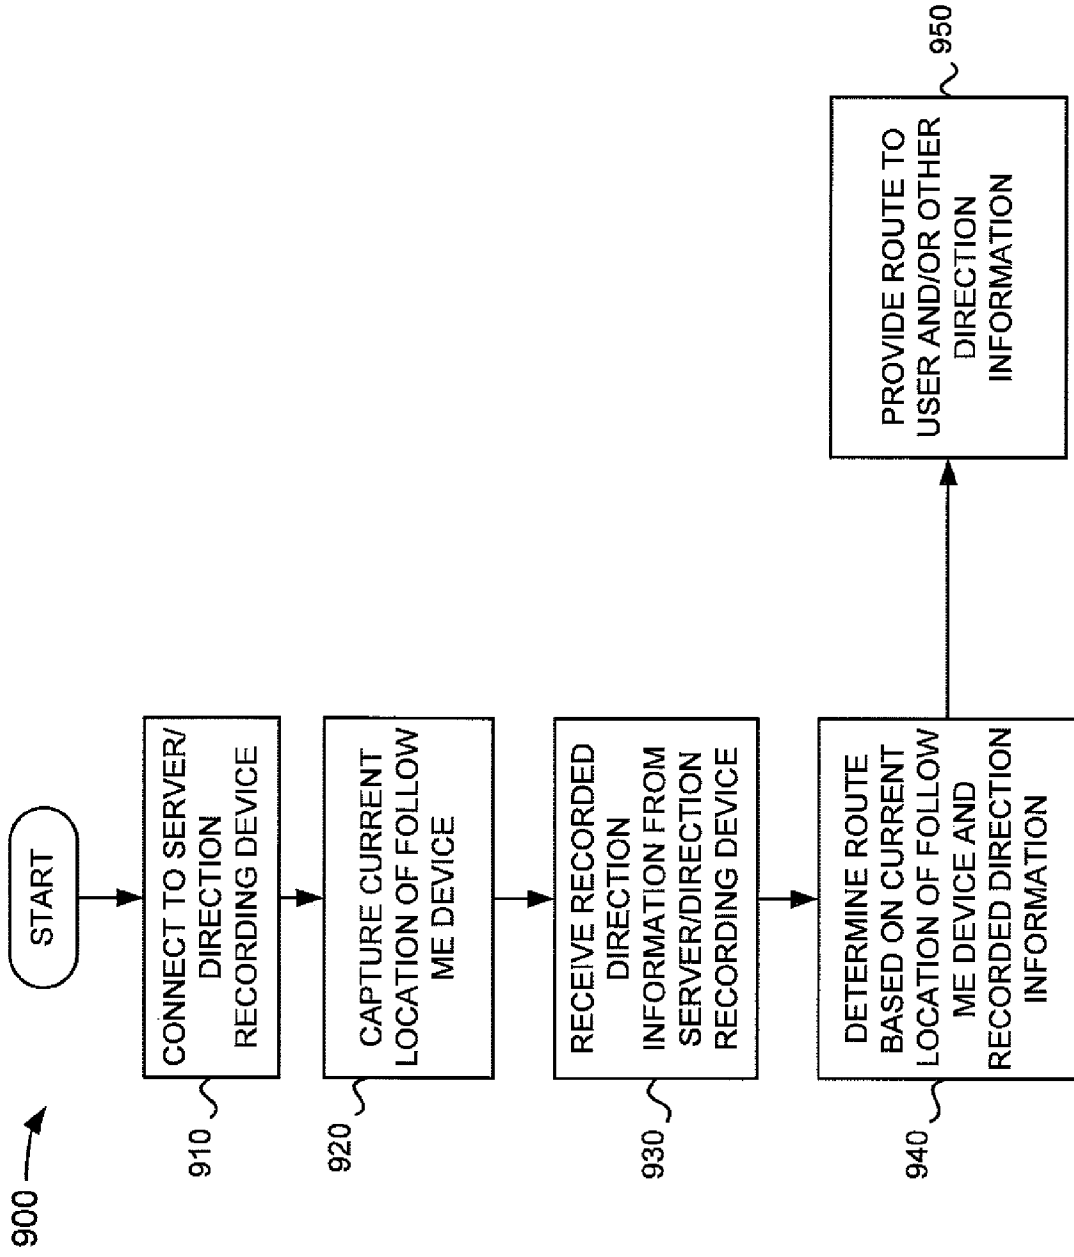 900
START
CONNECT TO SERVER/
DIRECTION
RECORDING DEVICE
910
CAPTURE CURRENT
LOCATION OF FOLLOW
ME DEVICE
920
RECEIVE RECORDED
DIRECTION
INFORMATION FROM
SERVER/DIRECTION
RECORDING DEVICE
930
DETERMINE ROUTE
BASED ON CURRENT
LOCATION OF FOLLOW
ME DEVICE AND
RECORDED DIRECTION
INFORMATION
940
PROVIDE ROUTE TO
USER AND/OR OTHER
DIRECTION
INFORMATION
950